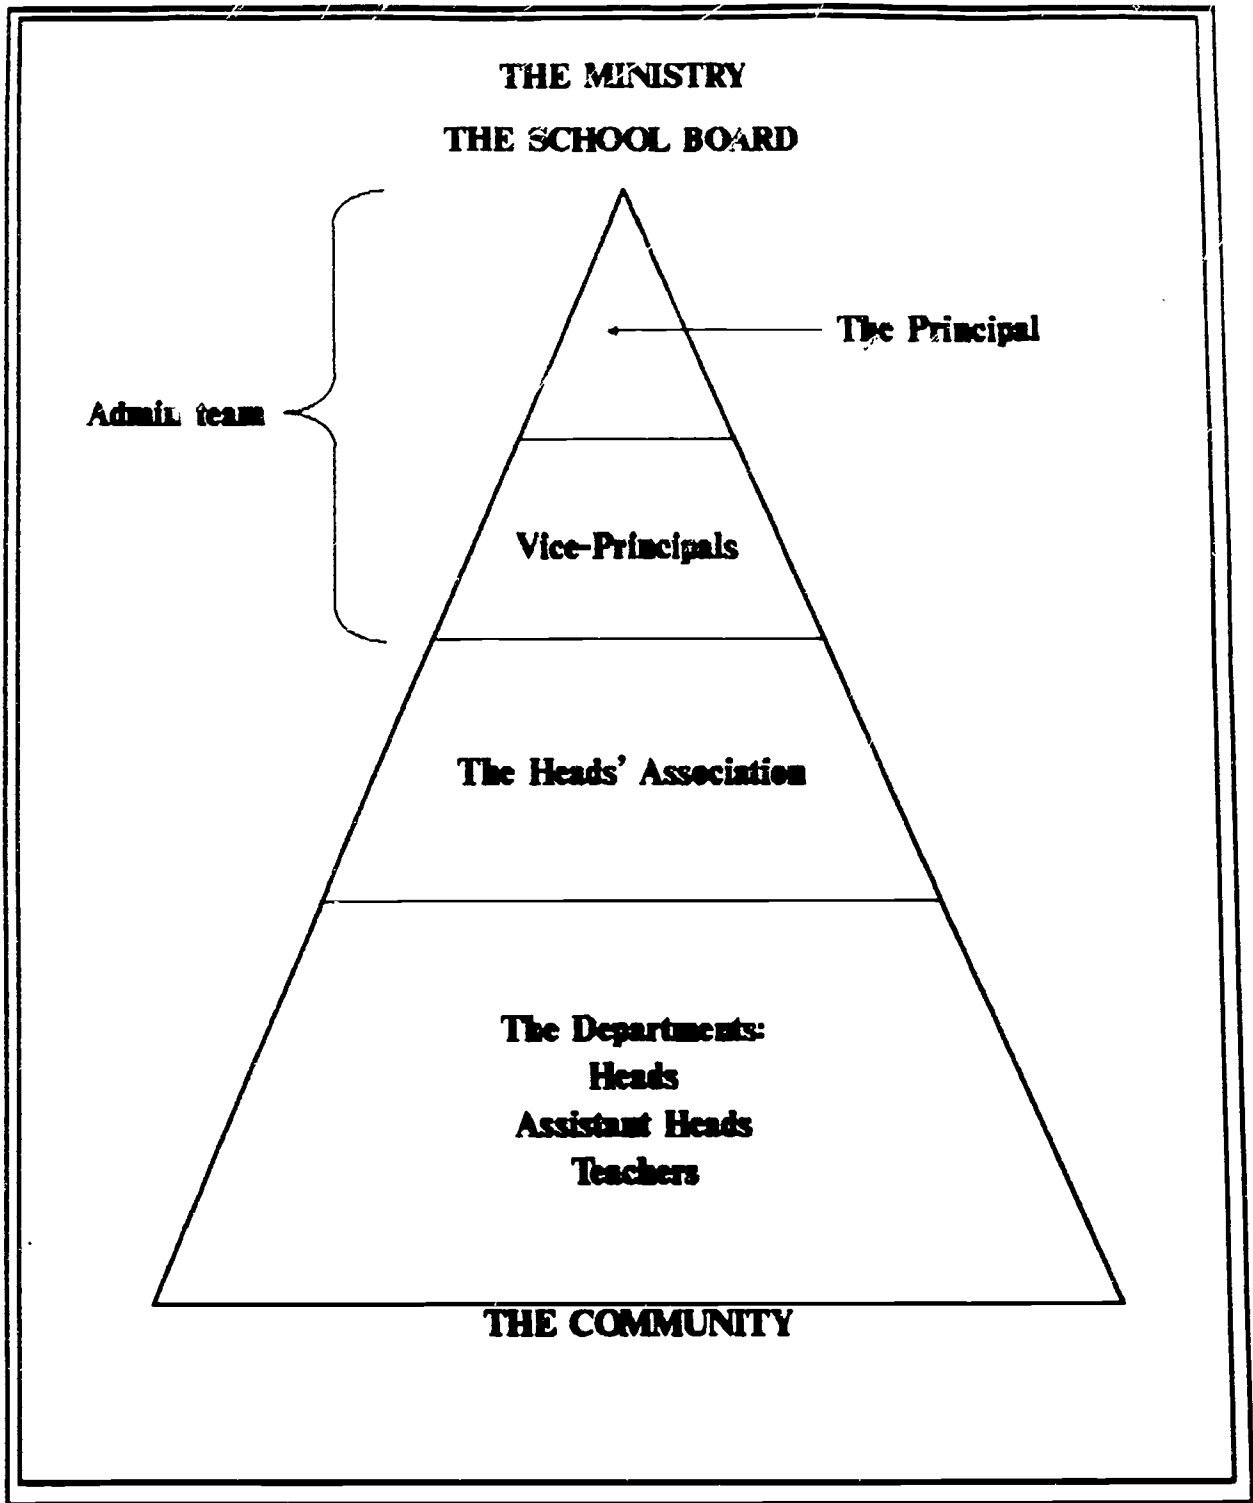 THE MINISTRY
THE SCHOOL BOARD
The Principal
Admin team
Vice-Principals
The Heads' Association
The Departments:
Heads
Assistant Heads
Teachers
THE COMMUNITY